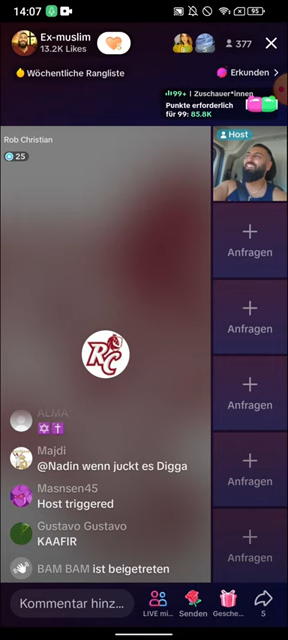 14:07
95
Ex-muslim
13.2K Likes
377
Wöchentliche Rangliste
Erkunden >
99+ | Zuschauer*innen
Punkte erforderlich
für 99: 85.8K
Rob Christian
25
Host
RC
Anfragen
Anfragen
Anfragen
Anfragen
Anfragen
ALMA
✡️✝️
Majdi
@Nadin wenn juckt es Digga
Masnsen45
Host triggered
Gustavo Gustavo
KAAFIR
BAM BAM ist beigetreten
Kommentar hinz...
LIVE mi...
Senden
Gesche...
5